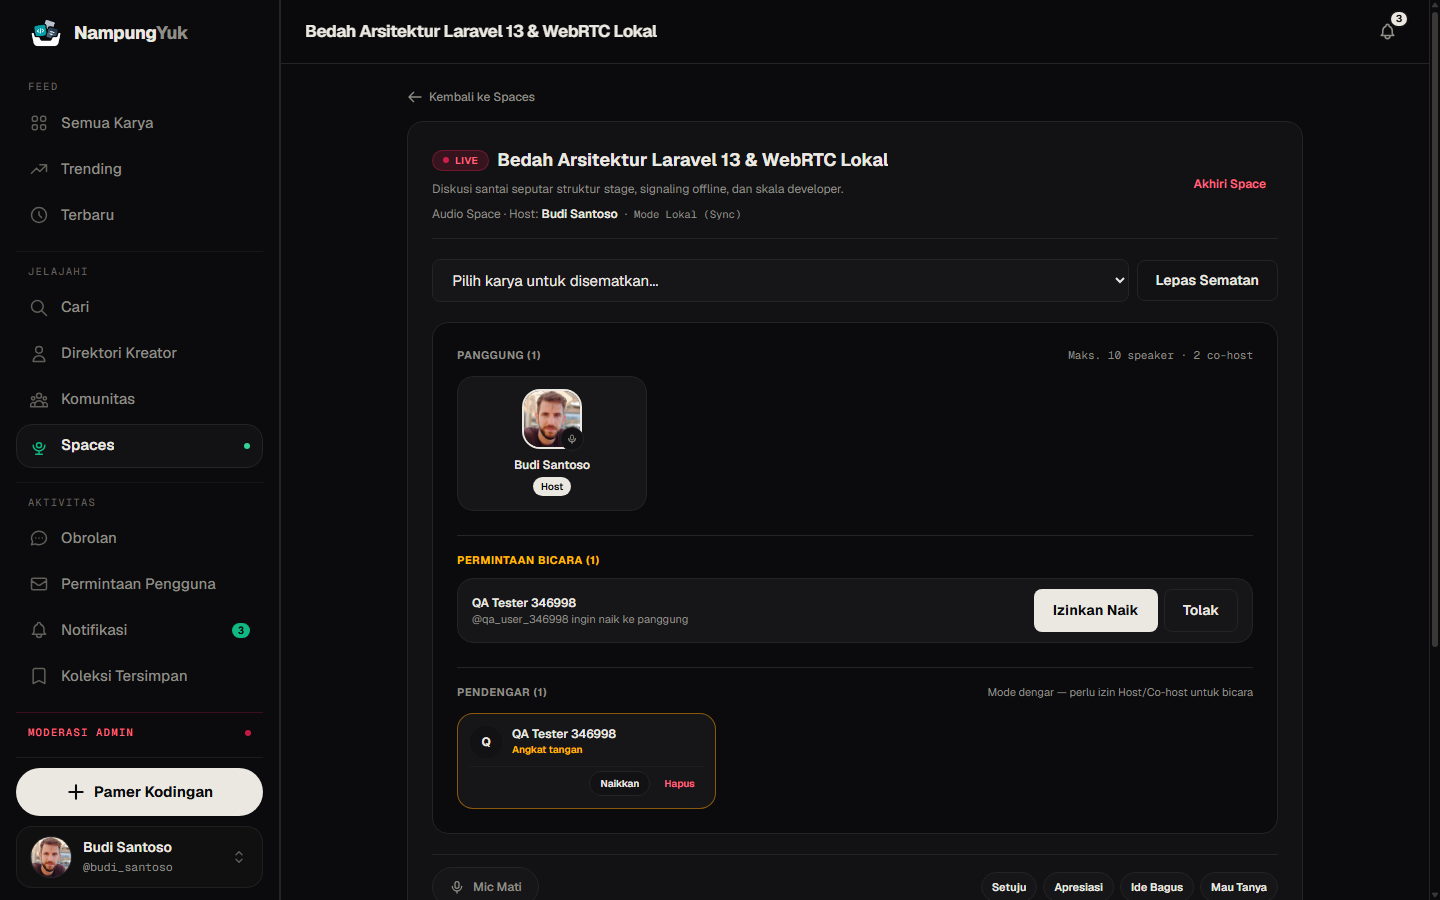 NampungYuk
FEED
Semua Karya
Trending
Terbaru
JELAJAHI
Cari
Direktori Kreator
Komunitas
Spaces
AKTIVITAS
Obrolan
Permintaan Pengguna
Notifikasi 3
Koleksi Tersimpan
MODERASI ADMIN
Pamer Kodingan
Budi Santoso
@budi_santoso
Bedah Arsitektur Laravel 13 & WebRTC Lokal
3
Kembali ke Spaces
LIVE Bedah Arsitektur Laravel 13 & WebRTC Lokal
Diskusi santai seputar struktur stage, signaling offline, dan skala developer.
Audio Space · Host: Budi Santoso · Mode Lokal (Sync)
Akhiri Space
Pilih karya untuk disematkan...
Lepas Sematan
PANGGUNG (1)
Maks. 10 speaker · 2 co-host
Budi Santoso
Host
PERMINTAAN BICARA (1)
QA Tester 346998
@qa_user_346998 ingin naik ke panggung
Izinkan Naik
Tolak
PENDENGAR (1)
Mode dengar — perlu izin Host/Co-host untuk bicara
Q
QA Tester 346998
Angkat tangan
Naikkan
Hapus
Mic Mati
Setuju
Apresiasi
Ide Bagus
Mau Tanya